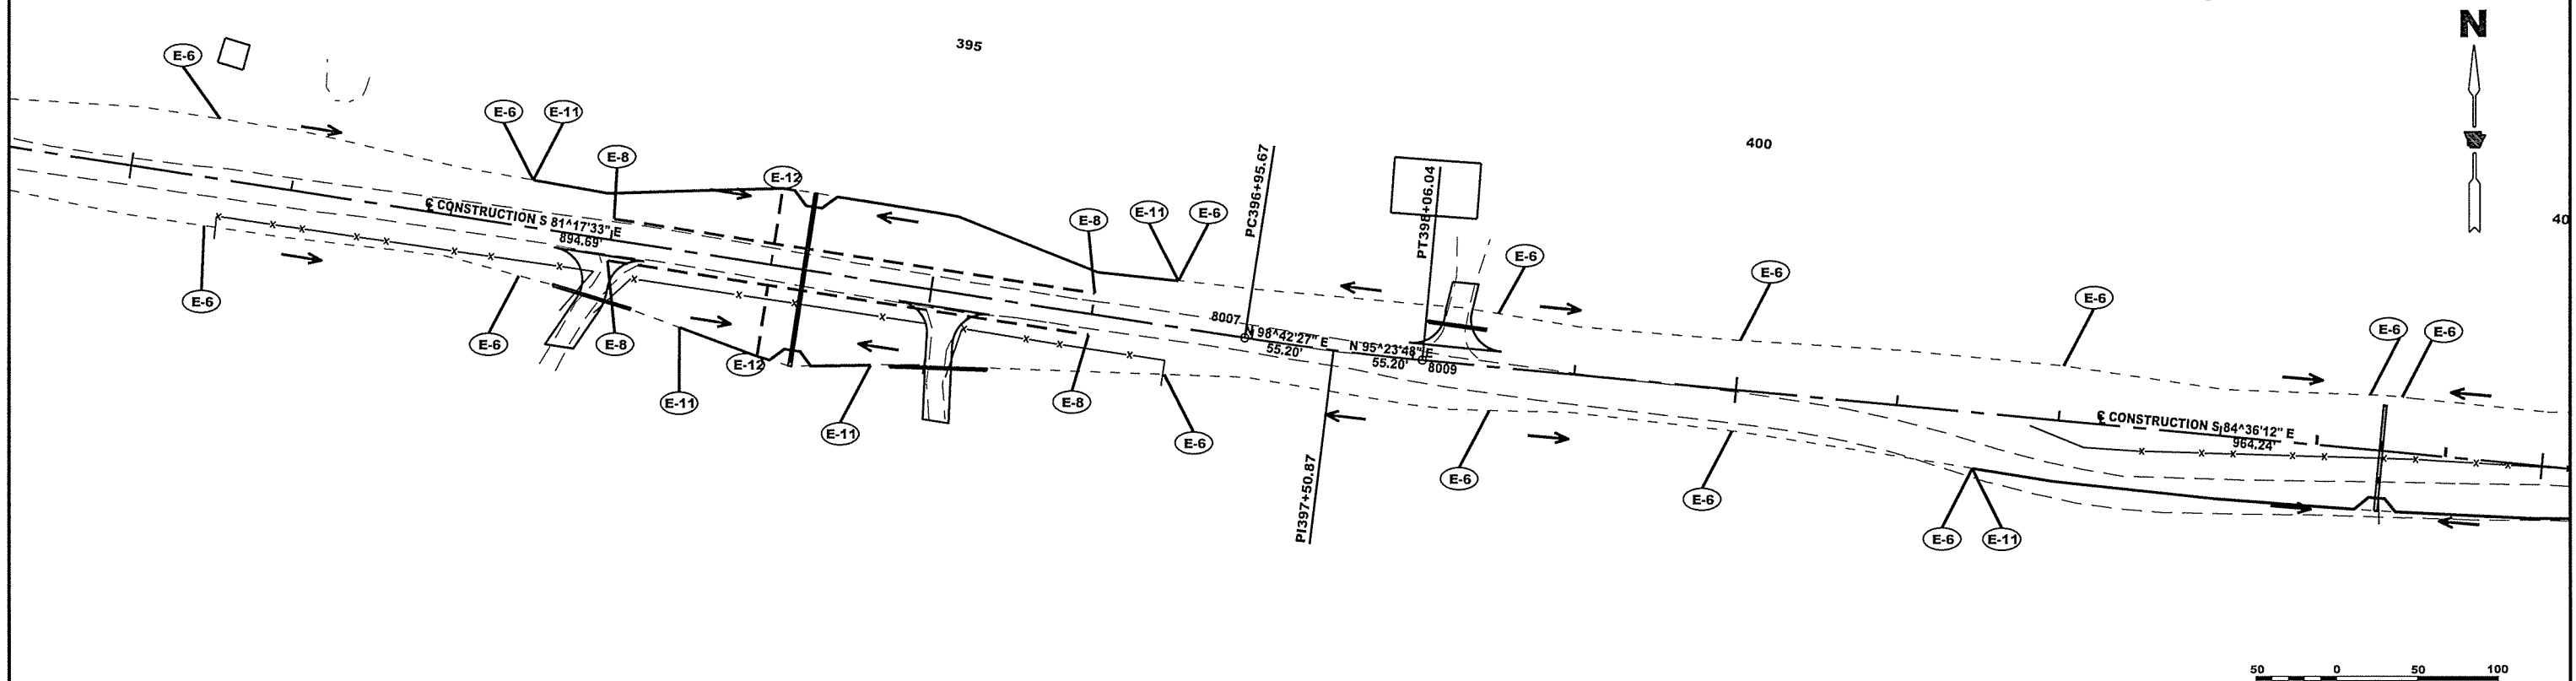 N
395
E-6
400
E-6
E-11
E-8
E-12
E-8
E-11
E-6
PC396+95.67
PT398+06.04
E-6
E-6
E-6
E-6
E-6
40
℄ CONSTRUCTION S 81^17'33" E
894.69'
8007
N 98^42'27" E
55.20'
N 95^23'48" E
55.20'
8009
℄ CONSTRUCTION S 84^36'12" E
964.24'
E-6
E-6
E-8
E-12
E-11
E-11
E-8
E-6
PI397+50.87
E-6
E-6
E-6
E-11
50 0 50 100